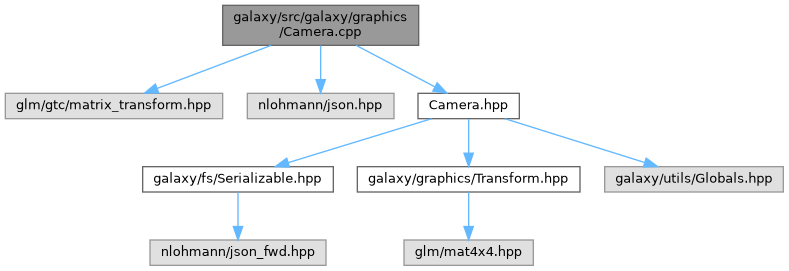 galaxy/src/galaxy/graphics
/Camera.cpp
glm/gtc/matrix_transform.hpp
nlohmann/json.hpp
Camera.hpp
galaxy/fs/Serializable.hpp
galaxy/graphics/Transform.hpp
galaxy/utils/Globals.hpp
nlohmann/json_fwd.hpp
glm/mat4x4.hpp